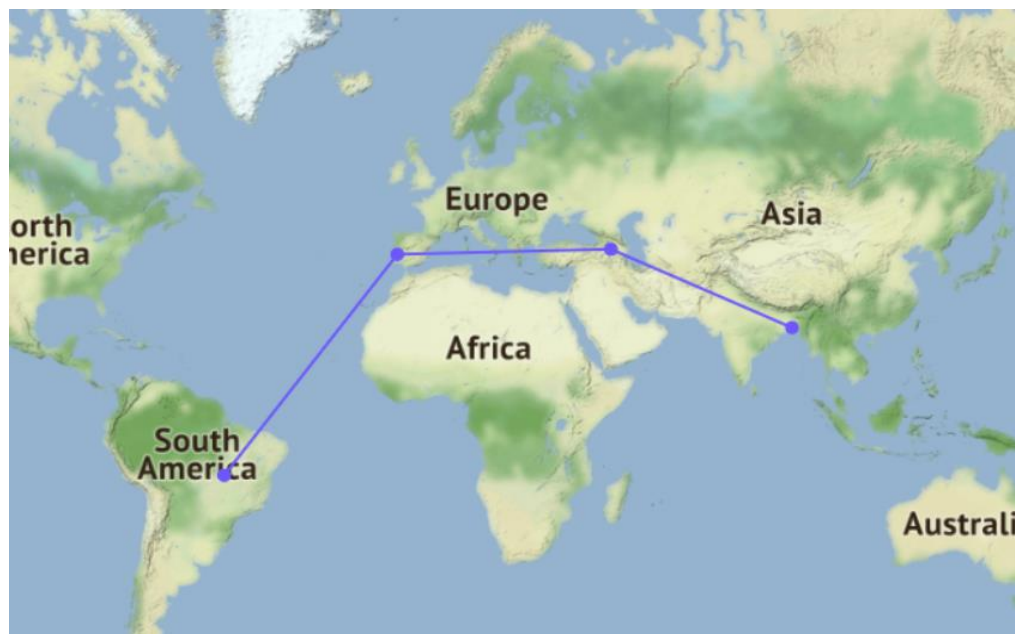 Europe
Asia
orth
nerica
Africa
South
America
Australi